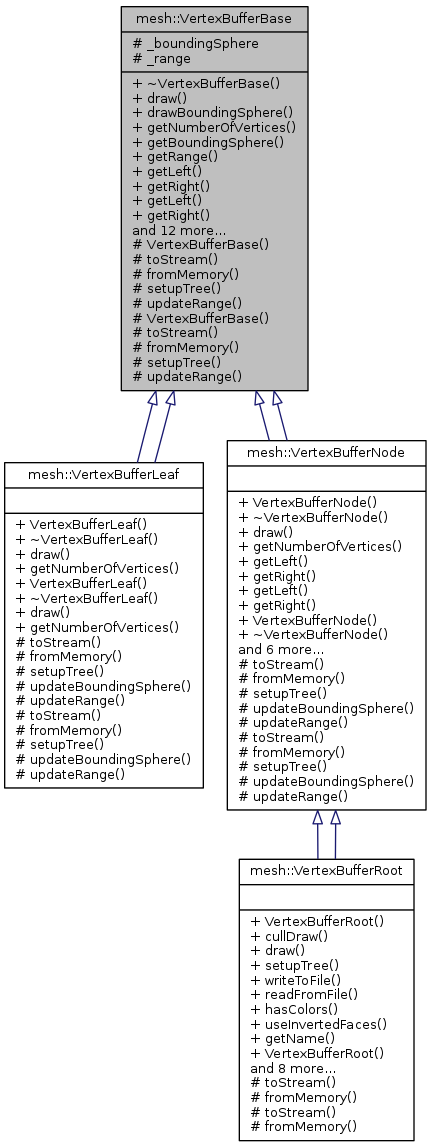 mesh::VertexBufferBase
# _boundingSphere
# _range
+ ~VertexBufferBase()
+ draw()
+ drawBoundingSphere()
+ getNumberOfVertices()
+ getBoundingSphere()
+ getRange()
+ getLeft()
+ getRight()
+ getLeft()
+ getRight()
and 12 more...
# VertexBufferBase()
# toStream()
# fromMemory()
# setupTree()
# updateRange()
# VertexBufferBase()
# toStream()
# fromMemory()
# setupTree()
# updateRange()
mesh::VertexBufferLeaf
+ VertexBufferLeaf()
+ ~VertexBufferLeaf()
+ draw()
+ getNumberOfVertices()
+ VertexBufferLeaf()
+ ~VertexBufferLeaf()
+ draw()
+ getNumberOfVertices()
# toStream()
# fromMemory()
# setupTree()
# updateBoundingSphere()
# updateRange()
# toStream()
# fromMemory()
# setupTree()
# updateBoundingSphere()
# updateRange()
mesh::VertexBufferNode
+ VertexBufferNode()
+ ~VertexBufferNode()
+ draw()
+ getNumberOfVertices()
+ getLeft()
+ getRight()
+ getLeft()
+ getRight()
+ VertexBufferNode()
+ ~VertexBufferNode()
and 6 more...
# toStream()
# fromMemory()
# setupTree()
# updateBoundingSphere()
# updateRange()
# toStream()
# fromMemory()
# setupTree()
# updateBoundingSphere()
# updateRange()
mesh::VertexBufferRoot
+ VertexBufferRoot()
+ cullDraw()
+ draw()
+ setupTree()
+ writeToFile()
+ readFromFile()
+ hasColors()
+ useInvertedFaces()
+ getName()
+ VertexBufferRoot()
and 8 more...
# toStream()
# fromMemory()
# toStream()
# fromMemory()